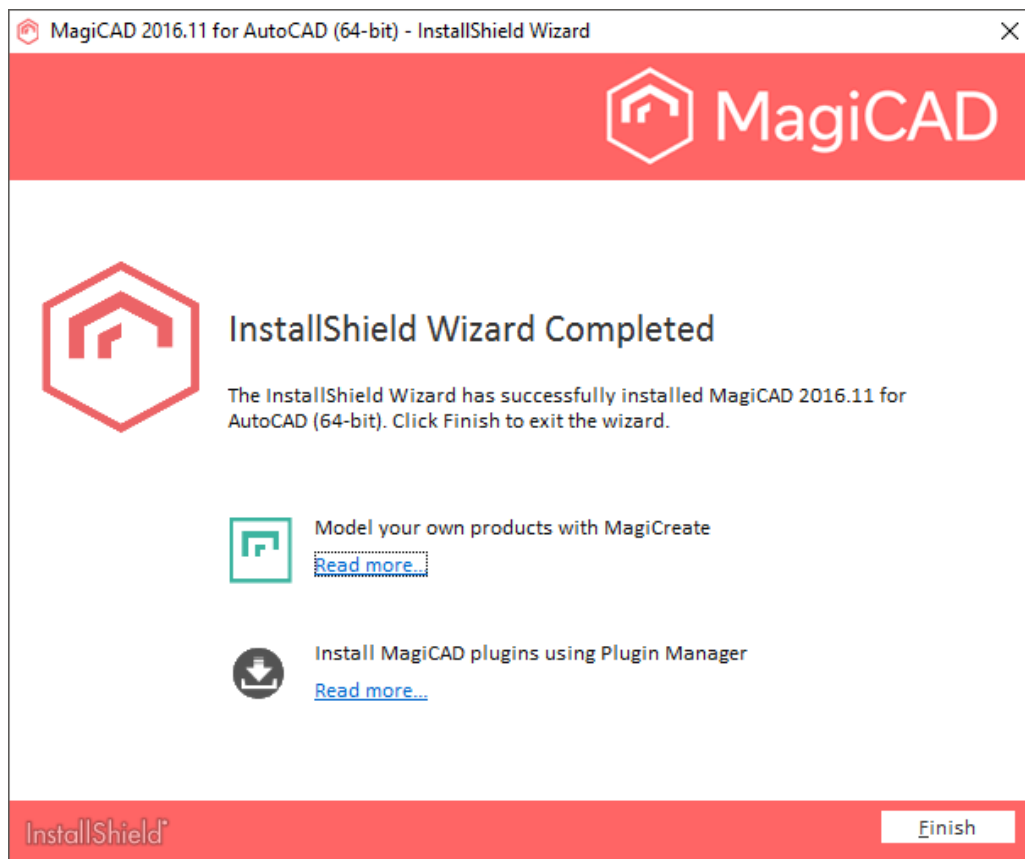 MagiCAD 2016.11 for AutoCAD (64-bit) - InstallShield Wizard
MagiCAD
InstallShield Wizard Completed
The InstallShield Wizard has successfully installed MagiCAD 2016.11 for
AutoCAD (64-bit). Click Finish to exit the wizard.
Model your own products with MagiCreate
Read more...
Install MagiCAD plugins using Plugin Manager
Read more...
InstallShield
Finish